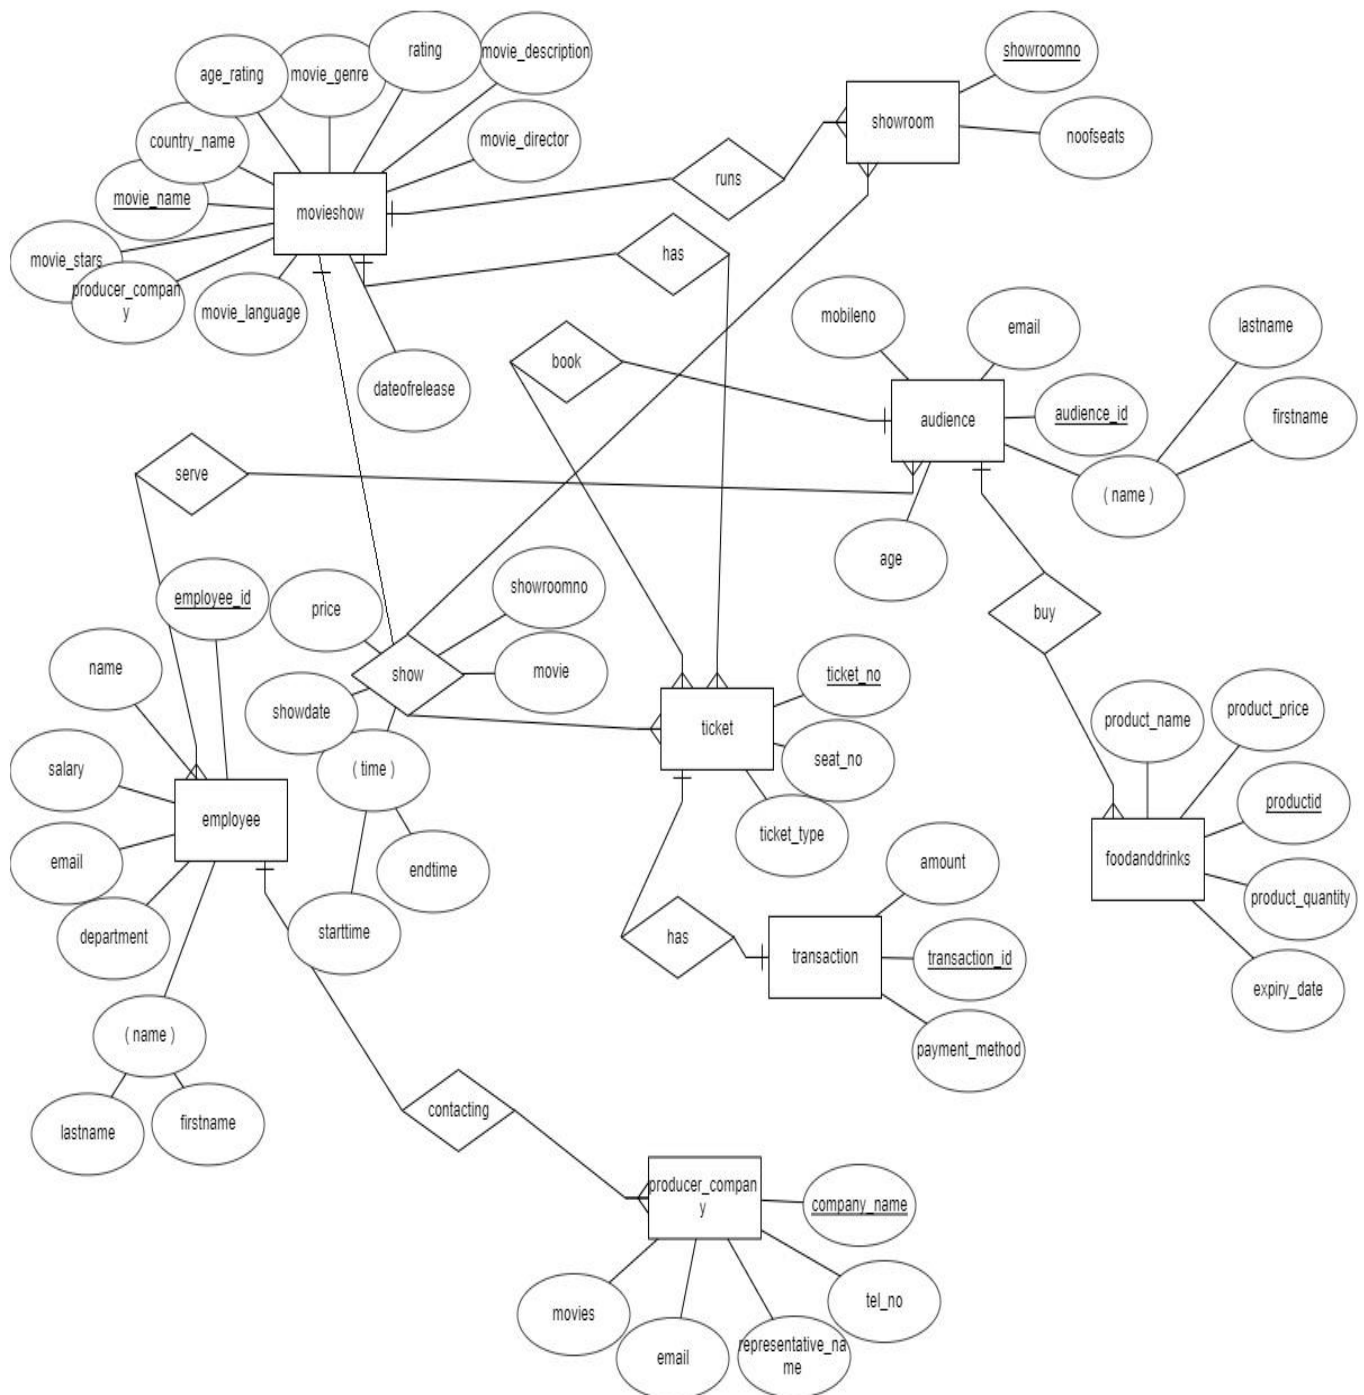 rating
movie_description
showroomno
age_rating
movie_genre
showroom
noofseats
country_name
movie_director
runs
movie_name
movieshow
has
movie_stars
producer_compan
y
movie_language
mobileno
email
lastname
book
dateofrelease
audience
audience_id
firstname
serve
( name )
age
employee_id
price
showroomno
buy
name
show
movie
ticket_no
showdate
ticket
product_name
product_price
salary
( time )
seat_no
employee
ticket_type
productid
email
endtime
amount
foodanddrinks
product_quantity
department
starttime
has
transaction
transaction_id
expiry_date
( name )
payment_method
lastname
firstname
contacting
producer_compan
y
company_name
movies
tel_no
email
representative_na
me